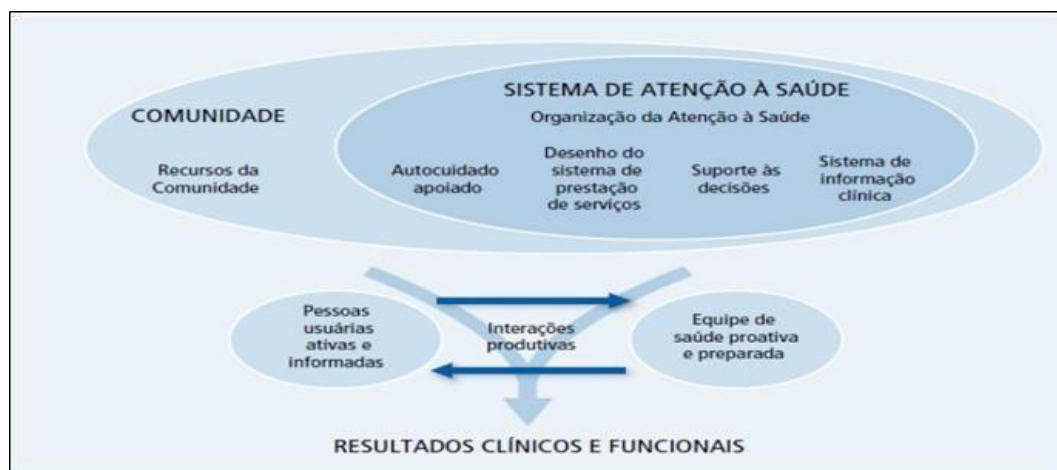 SISTEMA DE ATENÇÃO À SAÚDE
COMUNIDADE
Organização da Atenção à Saúde
Recursos da
Comunidade
Autocuidado
apoiado
Desenho do
sistema de
prestação
de serviços
Suporte às
decisões
Sistema de
informação
clínica
Pessoas
usuárias
ativas e
informadas
Interações
produtivas
Equipe de
saúde proativa
e preparada
RESULTADOS CLÍNICOS E FUNCIONAIS